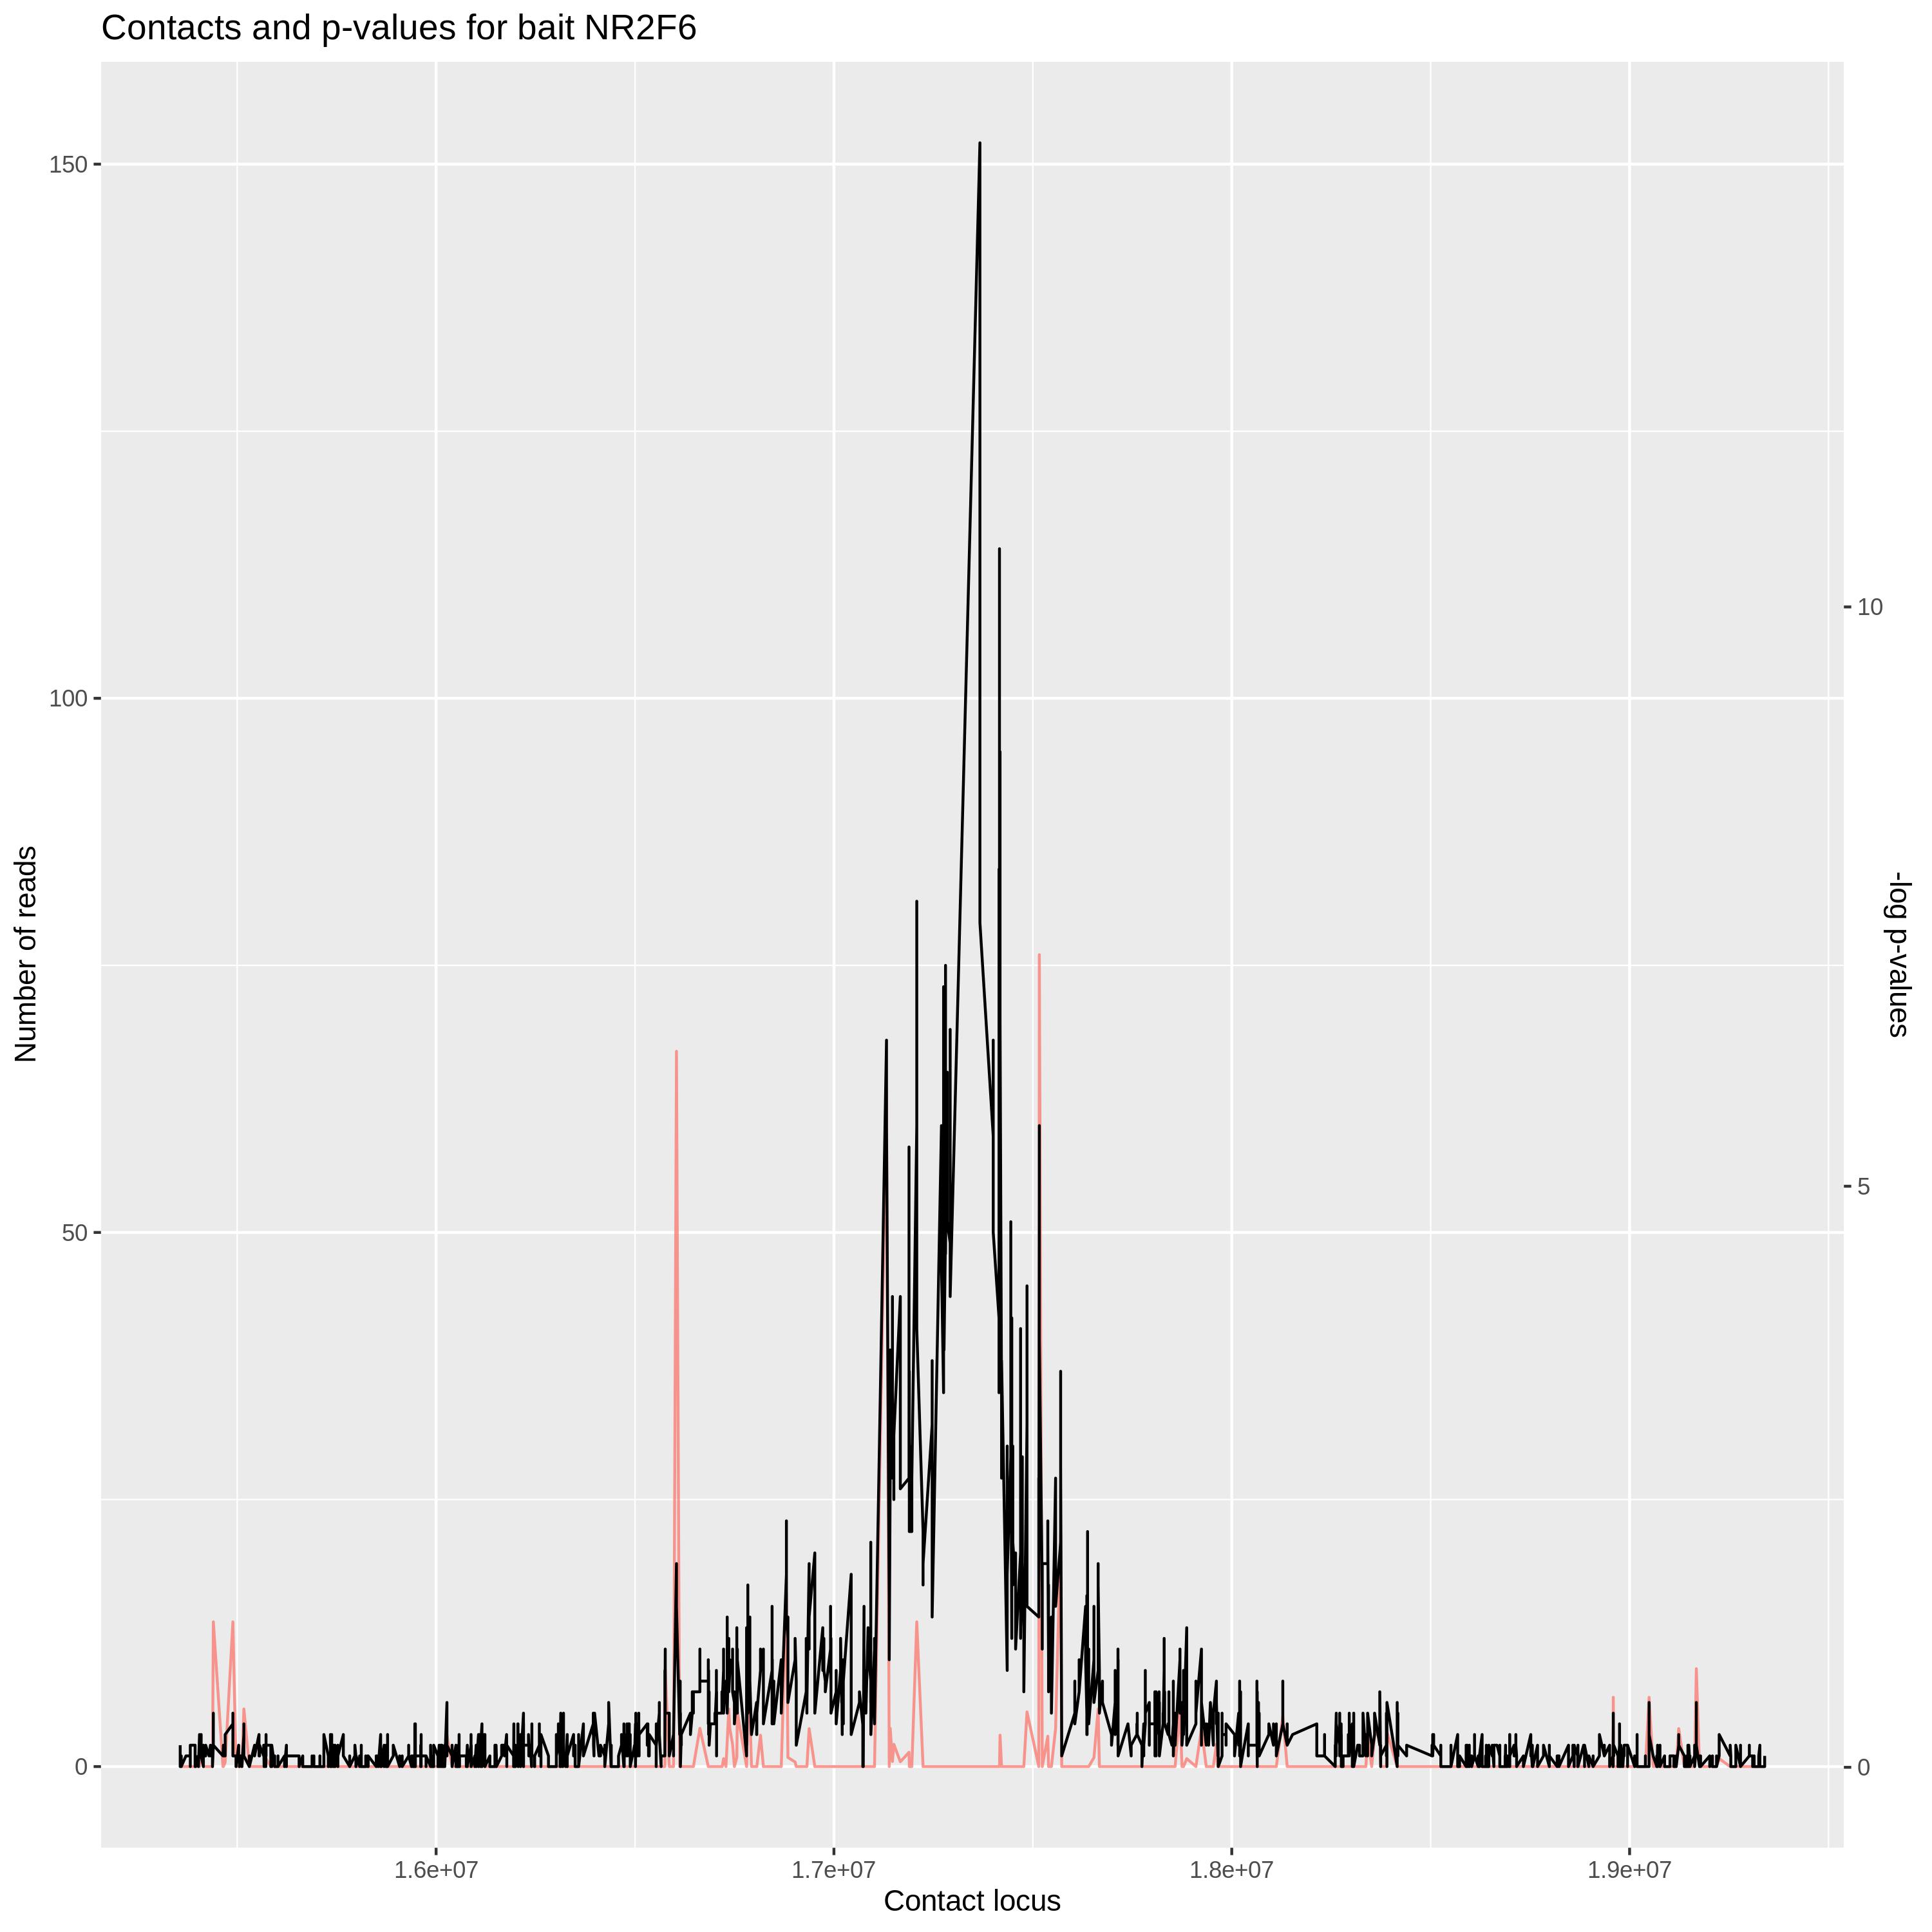 Contacts and p-values for bait NR2F6
150
100
50
0
Number of reads
10
5
0
-log p-values
1.6e+07
1.7e+07
1.8e+07
1.9e+07
Contact locus